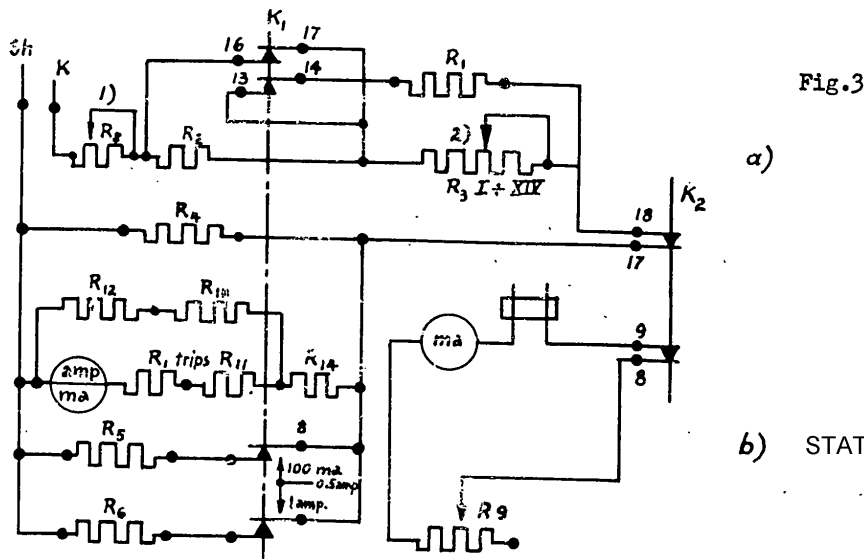 K₁
17
16
Sh
K
13
14
R₁
Fig.3
1)
R₈
R₂
2)
R₃ I ÷ XIV
a)
K₂
R₄
18
17
R₁₂
R₁₀
ma
9
8
amp
ma
R₁ trips R₁₁ R₁₄
R₅
8
100 ma
0.5amp
1amp.
R₆
R9
b) STAT